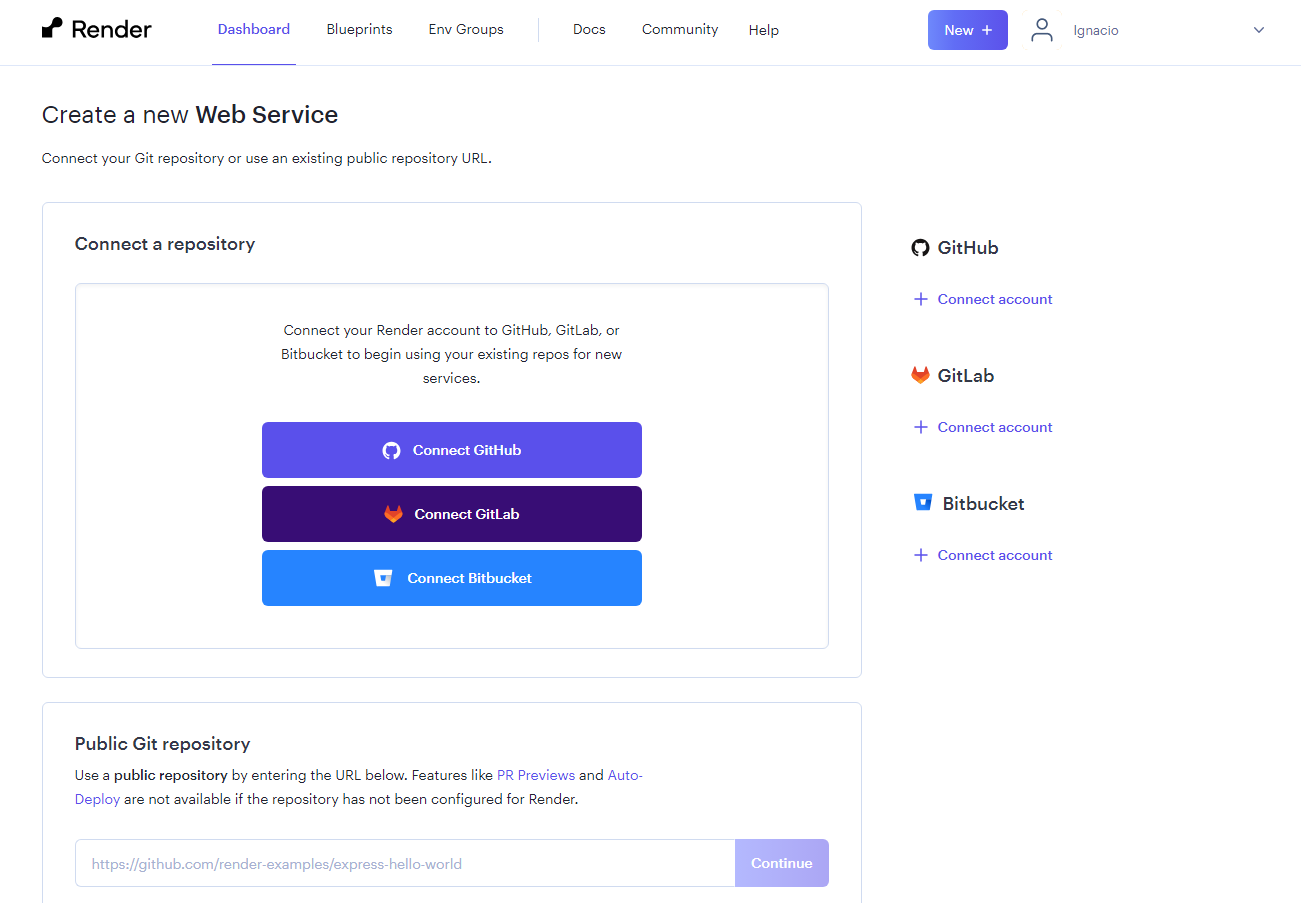 Render
Dashboard
Blueprints
Env Groups
Docs
Community
Help
New +
Ignacio
Create a new Web Service
Connect your Git repository or use an existing public repository URL.
Connect a repository
Connect your Render account to GitHub, GitLab, or
Bitbucket to begin using your existing repos for new
services.
Connect GitHub
Connect GitLab
Connect Bitbucket
GitHub
+ Connect account
GitLab
+ Connect account
Bitbucket
+ Connect account
Public Git repository
Use a public repository by entering the URL below. Features like PR Previews and Auto-
Deploy are not available if the repository has not been configured for Render.
https://github.com/render-examples/express-hello-world
Continue